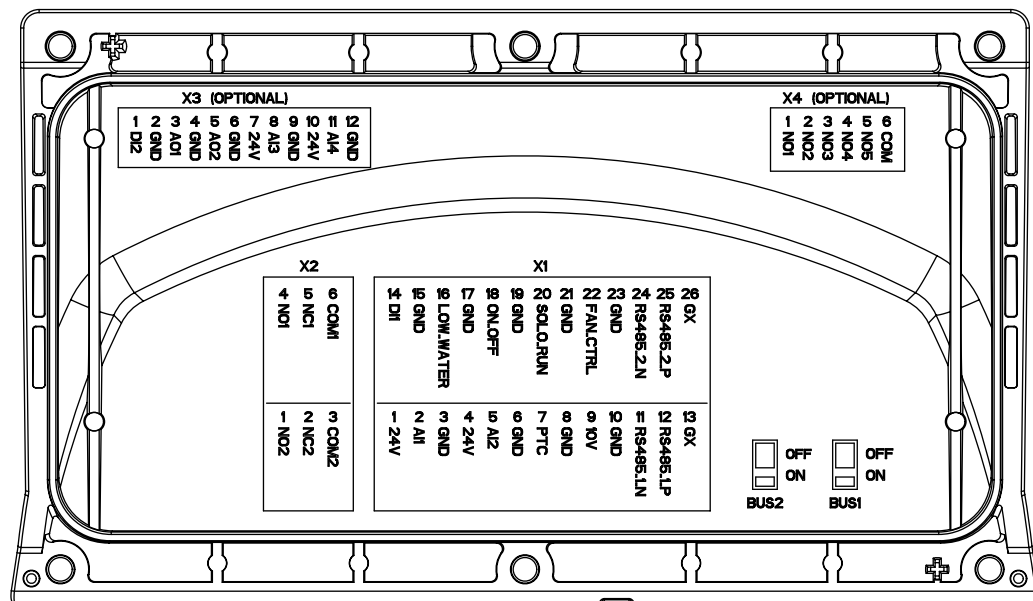 X3 (OPTIONAL)
1 DI2
2 GND
3 AO1
4 GND
5 AO2
6 GND
7 24V
8 AI3
9 GND
10 24V
11 AI4
12 GND
X4 (OPTIONAL)
1 NO1
2 NO2
3 NO3
4 NO4
5 NO5
6 COM
X2
4 NO1
5 NC1
6 COM1
1 NO2
2 NC2
3 COM2
X1
14 DI1
15 GND
16 LOW.WATER
17 GND
18 ON.OFF
19 GND
20 SOLO.RUN
21 GND
22 FAN.CTRL
23 GND
24 RS485.2.N
25 RS485.2.P
26 GX
1 24V
2 AI1
3 GND
4 24V
5 AI2
6 GND
7 PTC
8 GND
9 10V
10 GND
11 RS485.1.N
12 RS485.1.P
13 GX
OFF
ON
BUS2
OFF
ON
BUS1